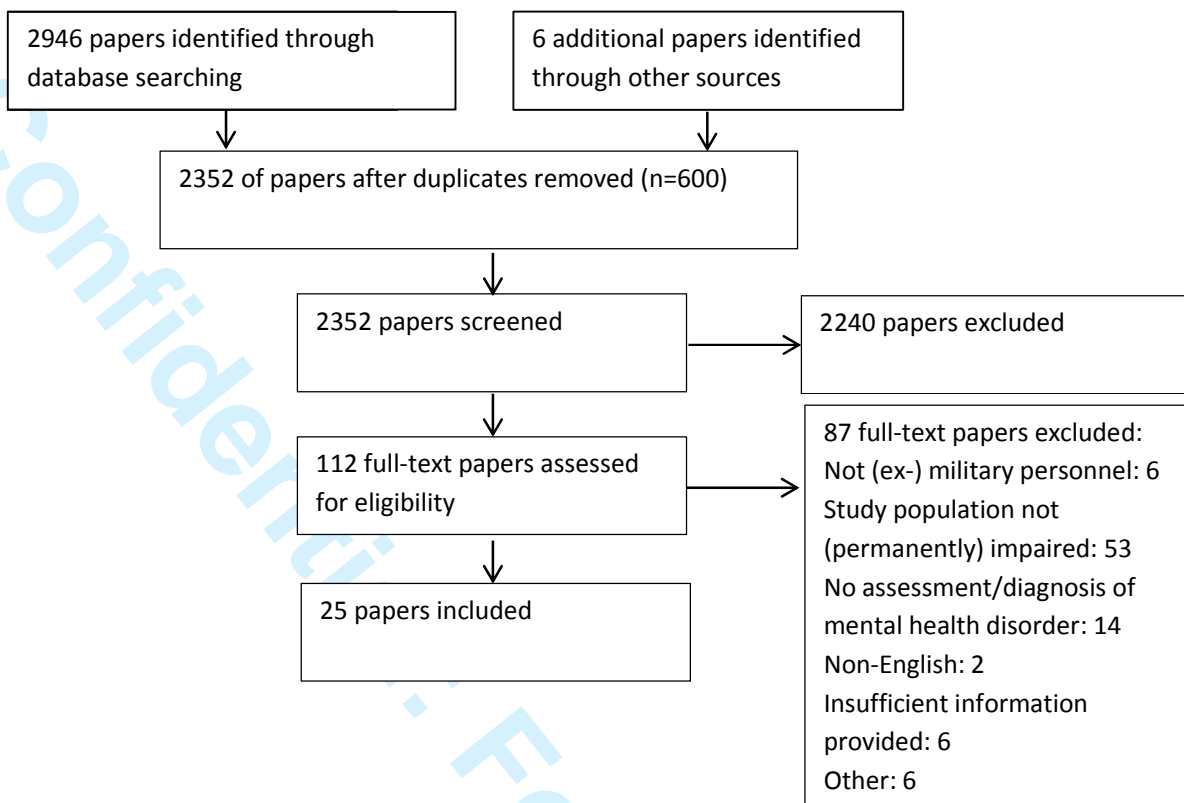 2946 papers identified through
database searching
6 additional papers identified
through other sources
2352 of papers after duplicates removed (n=600)
2352 papers screened
2240 papers excluded
112 full-text papers assessed
for eligibility
87 full-text papers excluded:
Not (ex-) military personnel: 6
Study population not
(permanently) impaired: 53
No assessment/diagnosis of
mental health disorder: 14
Non-English: 2
Insufficient information
provided: 6
Other: 6
25 papers included
Confidential: Fo